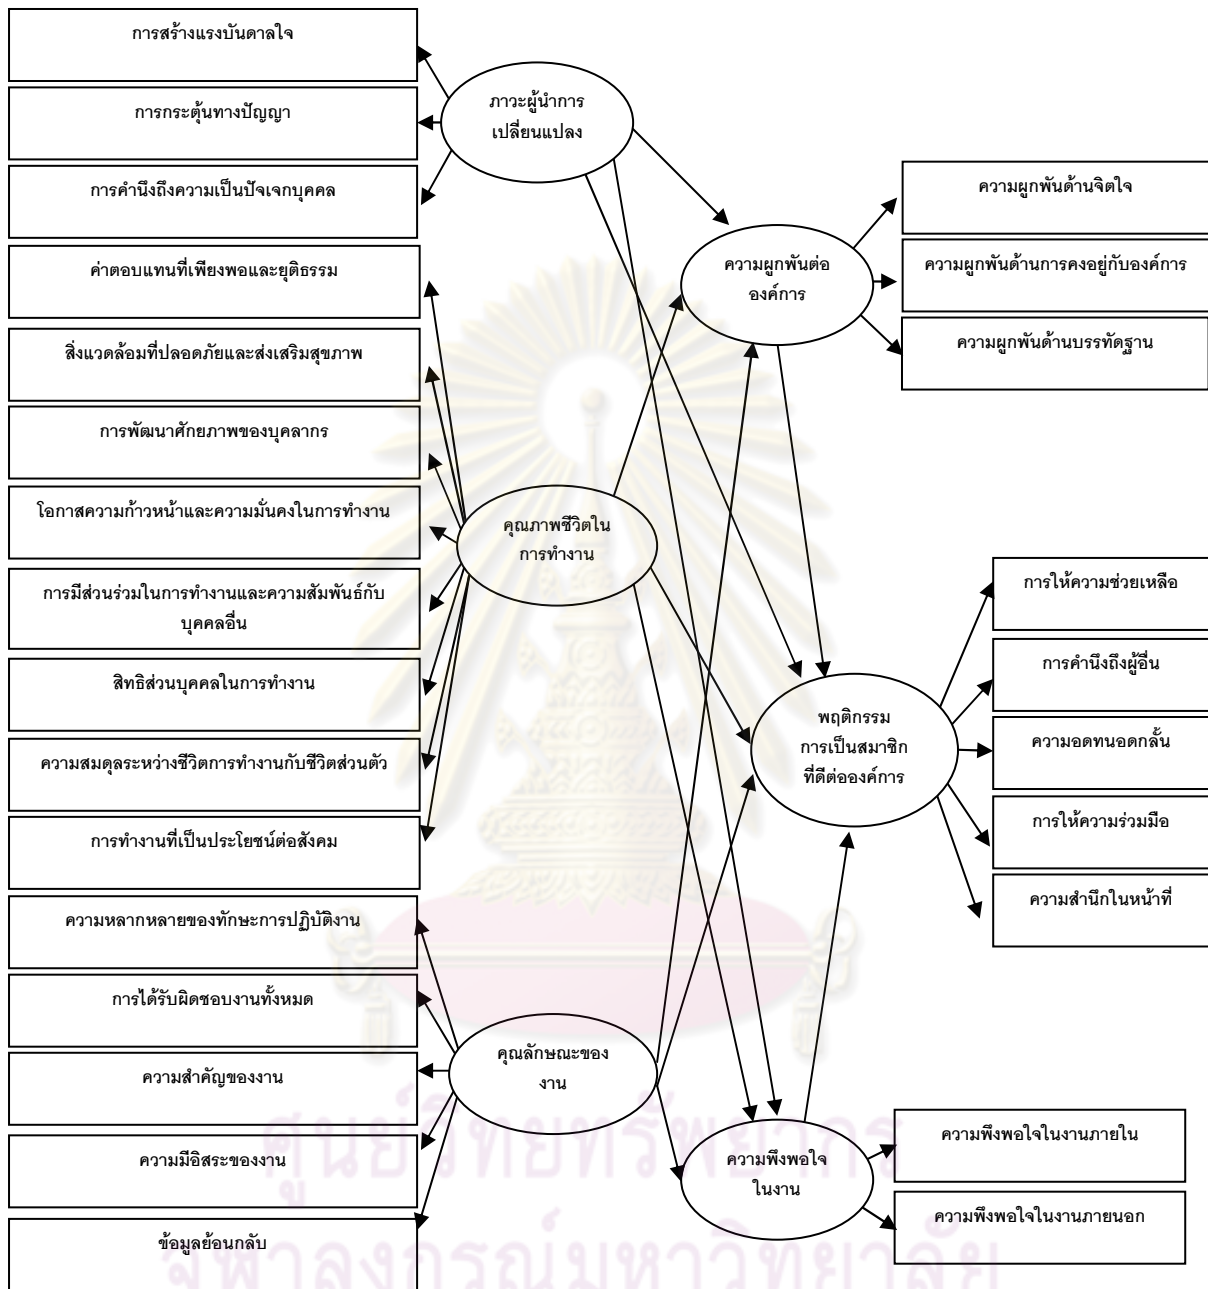 การสร้างแรงบันดาลใจ
การกระตุ้นทางปัญญา
การคำนึงถึงความเป็นปัจเจกบุคคล
ค่าตอบแทนที่เพียงพอและยุติธรรม
สิ่งแวดล้อมที่ปลอดภัยและส่งเสริมสุขภาพ
การพัฒนาศักยภาพของบุคลากร
โอกาสความก้าวหน้าและความมั่นคงในการทำงาน
การมีส่วนร่วมในการทำงานและความสัมพันธ์กับ
บุคคลอื่น
สิทธิส่วนบุคคลในการทำงาน
ความสมดุลระหว่างชีวิตการทำงานกับชีวิตส่วนตัว
การทำงานที่เป็นประโยชน์ต่อสังคม
ความหลากหลายของทักษะการปฏิบัติงาน
การได้รับผิดชอบงานทั้งหมด
ความสำคัญของงาน
ความมีอิสระของงาน
ข้อมูลย้อนกลับ
ภาวะผู้นำการ
เปลี่ยนแปลง
คุณภาพชีวิตใน
การทำงาน
คุณลักษณะของ
งาน
ความผูกพันต่อ
องค์การ
พฤติกรรม
การเป็นสมาชิก
ที่ดีต่อองค์การ
ความพึงพอใจ
ในงาน
ความผูกพันด้านจิตใจ
ความผูกพันด้านการคงอยู่กับองค์การ
ความผูกพันด้านบรรทัดฐาน
การให้ความช่วยเหลือ
การคำนึงถึงผู้อื่น
ความอดทนอดกลั้น
การให้ความร่วมมือ
ความสำนึกในหน้าที่
ความพึงพอใจในงานภายใน
ความพึงพอใจในงานภายนอก
ศูนย์วิทยทรัพยากร
จุฬาลงกรณ์มหาวิทยาลัย